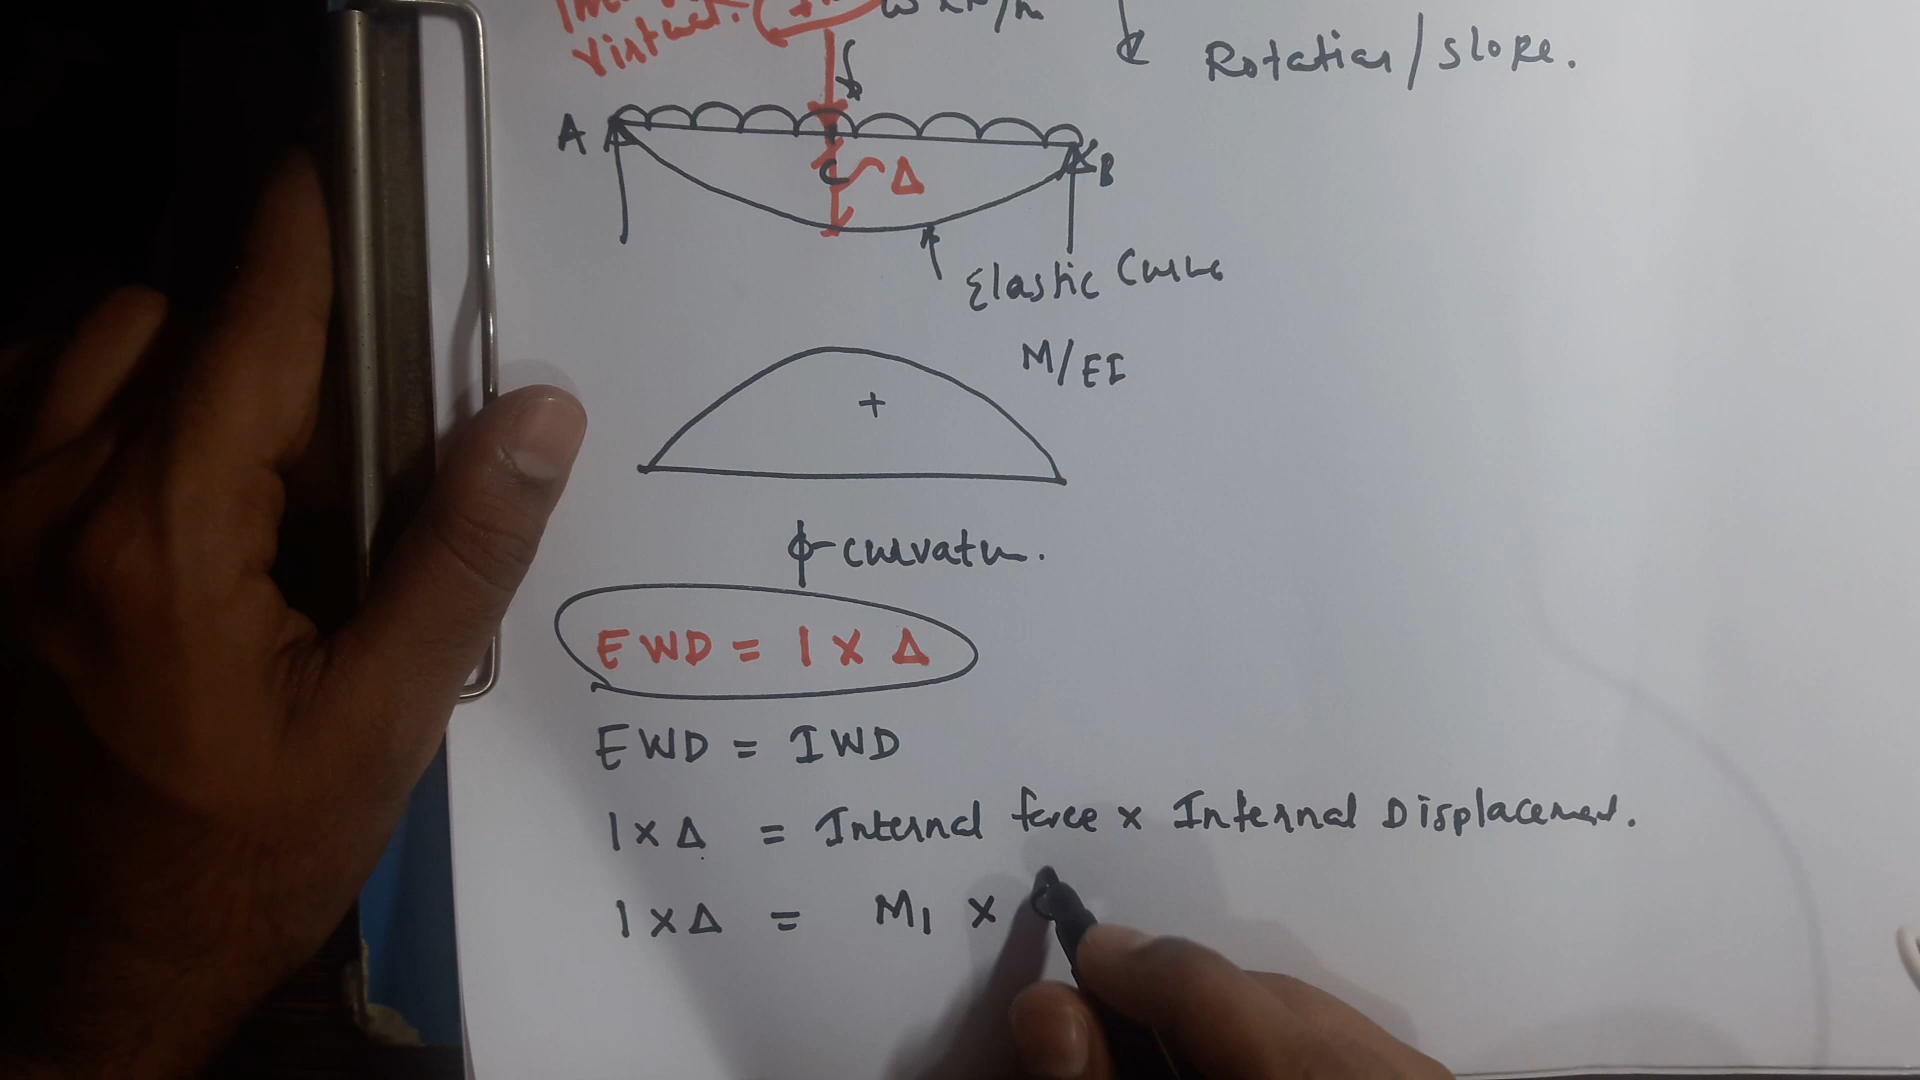 Virtual.
w kN/m
Rotation/slope.
A
C
Δ
B
Elastic Curve
M/EI
+
ϕ-curvature.
EWD = 1 × Δ
EWD = IWD
1 × Δ = Internal force × Internal Displacement.
1 × Δ = M1 ×